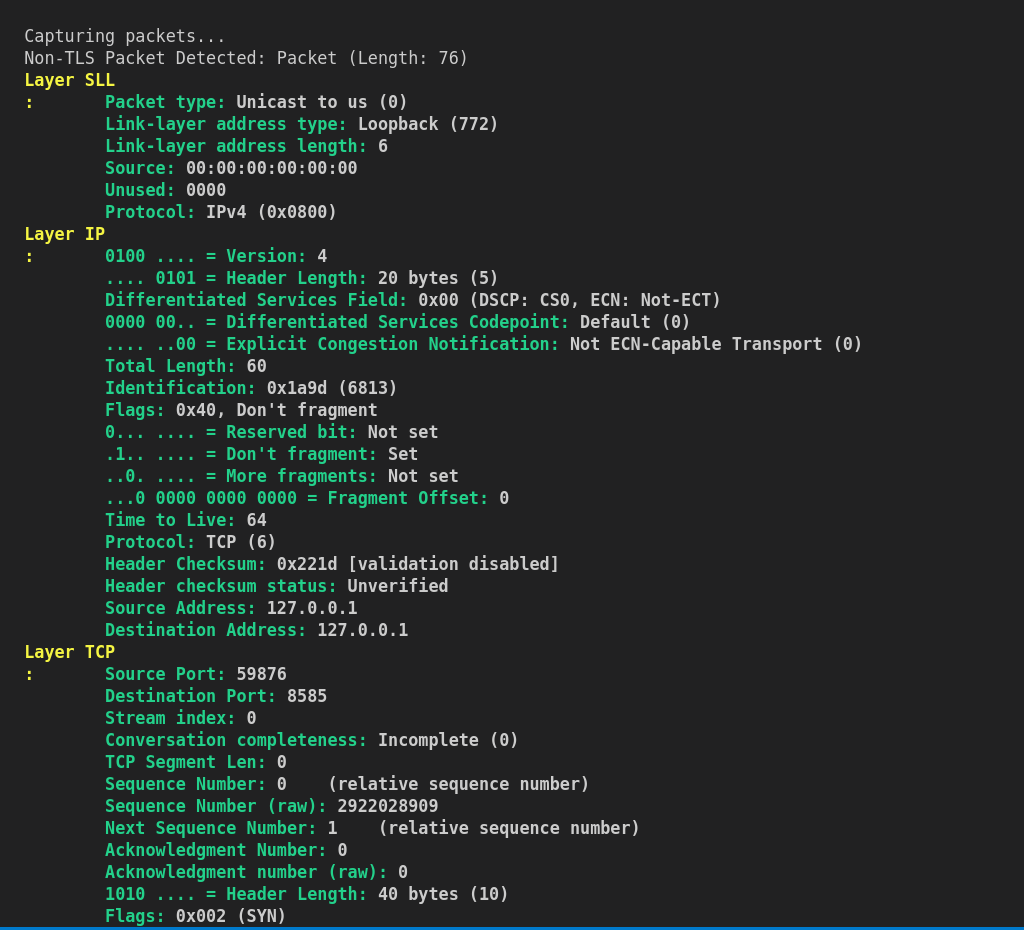 Capturing packets...
Non-TLS Packet Detected: Packet (Length: 76)
Layer SLL
:       Packet type: Unicast to us (0)
        Link-layer address type: Loopback (772)
        Link-layer address length: 6
        Source: 00:00:00:00:00:00
        Unused: 0000
        Protocol: IPv4 (0x0800)
Layer IP
:       0100 .... = Version: 4
        .... 0101 = Header Length: 20 bytes (5)
        Differentiated Services Field: 0x00 (DSCP: CS0, ECN: Not-ECT)
        0000 00.. = Differentiated Services Codepoint: Default (0)
        .... ..00 = Explicit Congestion Notification: Not ECN-Capable Transport (0)
        Total Length: 60
        Identification: 0x1a9d (6813)
        Flags: 0x40, Don't fragment
        0... .... = Reserved bit: Not set
        .1.. .... = Don't fragment: Set
        ..0. .... = More fragments: Not set
        ...0 0000 0000 0000 = Fragment Offset: 0
        Time to Live: 64
        Protocol: TCP (6)
        Header Checksum: 0x221d [validation disabled]
        Header checksum status: Unverified
        Source Address: 127.0.0.1
        Destination Address: 127.0.0.1
Layer TCP
:       Source Port: 59876
        Destination Port: 8585
        Stream index: 0
        Conversation completeness: Incomplete (0)
        TCP Segment Len: 0
        Sequence Number: 0    (relative sequence number)
        Sequence Number (raw): 2922028909
        Next Sequence Number: 1    (relative sequence number)
        Acknowledgment Number: 0
        Acknowledgment number (raw): 0
        1010 .... = Header Length: 40 bytes (10)
        Flags: 0x002 (SYN)